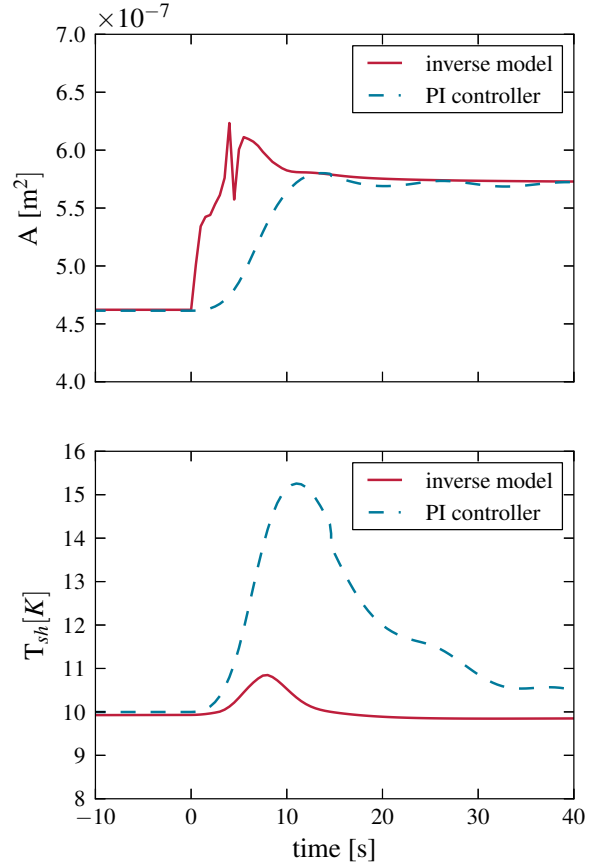 ×10⁻⁷
7.0
6.5
6.0
5.5
5.0
4.5
4.0
A [m²]
inverse model
PI controller
16
15
14
13
12
11
10
9
8
T_sh[K]
inverse model
PI controller
−10 0 10 20 30 40
time [s]